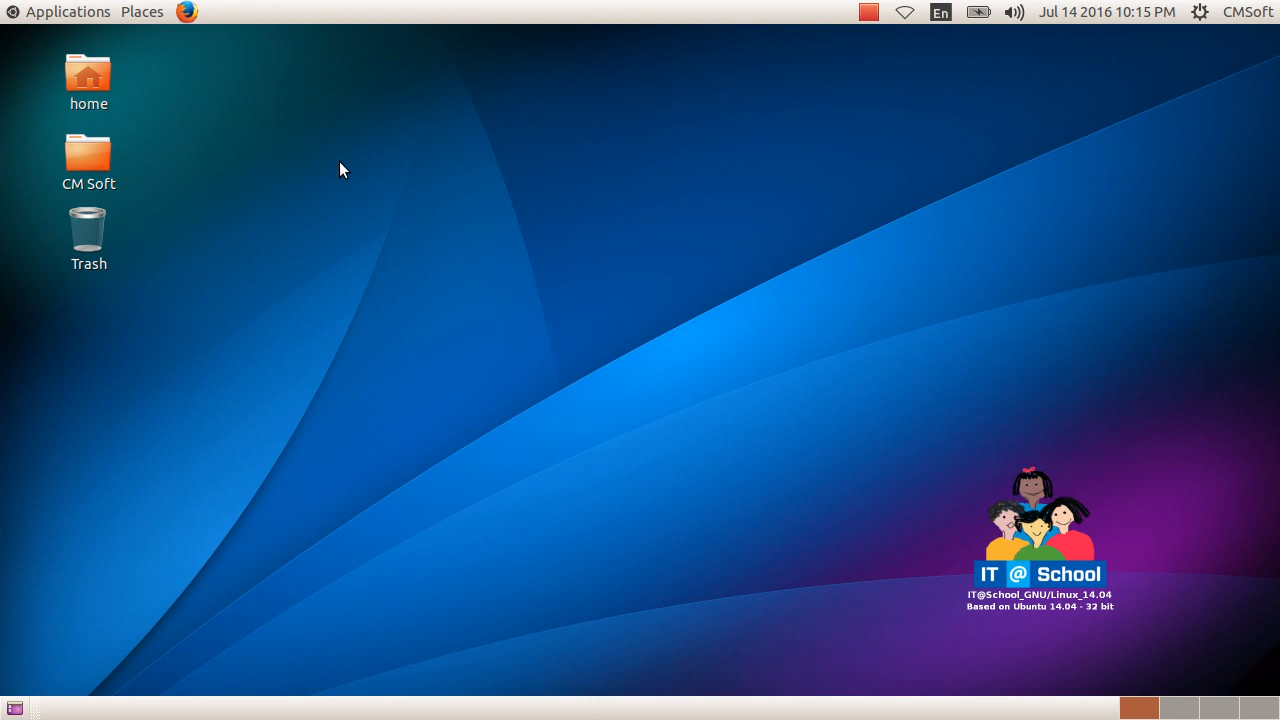 Applications Places En Jul 14 2016 10:15 PM CMSoft
home
CM Soft
Trash
IT @ School
IT@School_GNU/Linux_14.04
Based on Ubuntu 14.04 - 32 bit